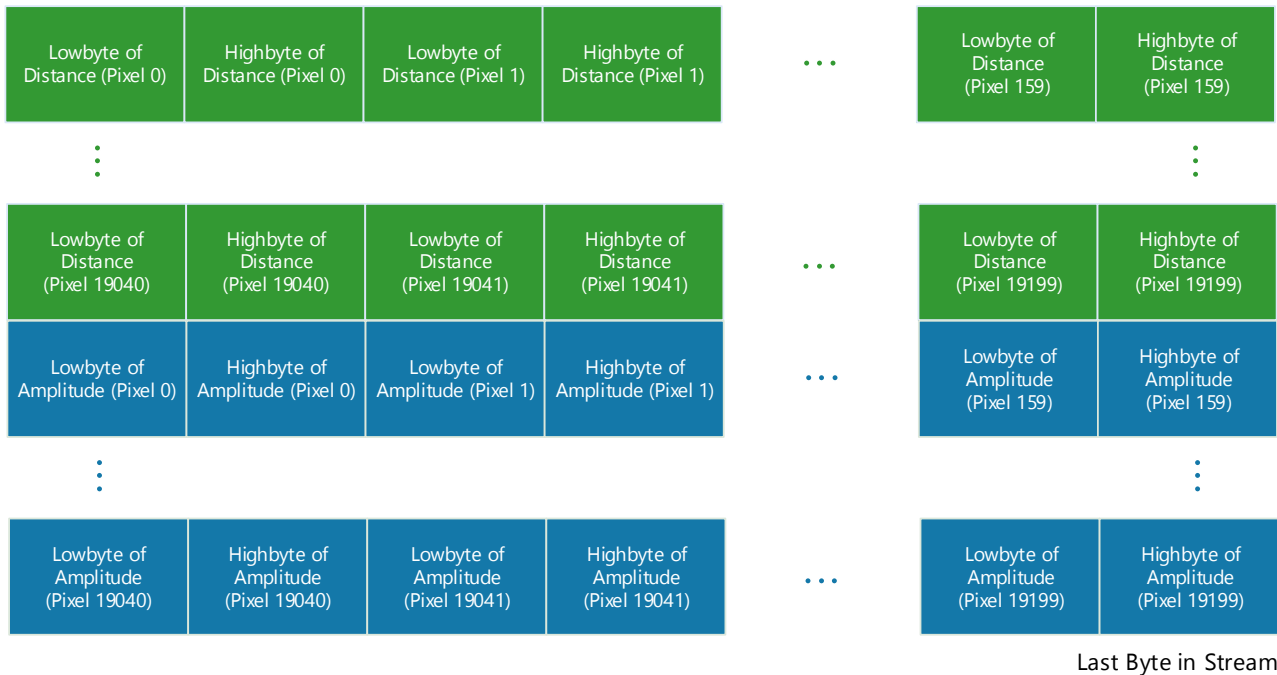 Lowbyte of
Distance (Pixel 0)
Highbyte of
Distance (Pixel 0)
Lowbyte of
Distance (Pixel 1)
Highbyte of
Distance (Pixel 1)
...
Lowbyte of
Distance
(Pixel 159)
Highbyte of
Distance
(Pixel 159)
Lowbyte of
Distance
(Pixel 19040)
Highbyte of
Distance
(Pixel 19040)
Lowbyte of
Distance
(Pixel 19041)
Highbyte of
Distance
(Pixel 19041)
...
Lowbyte of
Distance
(Pixel 19199)
Highbyte of
Distance
(Pixel 19199)
Lowbyte of
Amplitude (Pixel 0)
Highbyte of
Amplitude (Pixel 0)
Lowbyte of
Amplitude (Pixel 1)
Highbyte of
Amplitude (Pixel 1)
...
Lowbyte of
Amplitude
(Pixel 159)
Highbyte of
Amplitude
(Pixel 159)
Lowbyte of
Amplitude
(Pixel 19040)
Highbyte of
Amplitude
(Pixel 19040)
Lowbyte of
Amplitude
(Pixel 19041)
Highbyte of
Amplitude
(Pixel 19041)
...
Lowbyte of
Amplitude
(Pixel 19199)
Highbyte of
Amplitude
(Pixel 19199)
Last Byte in Stream